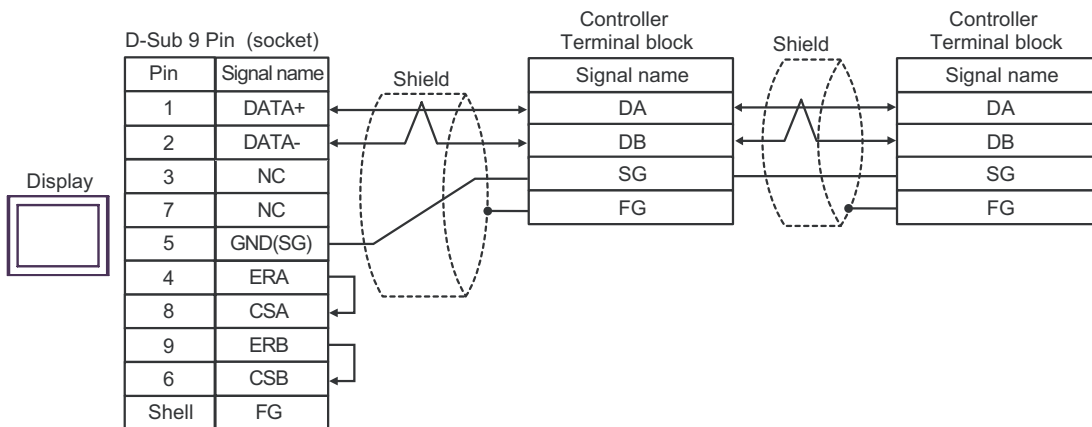 D-Sub 9 Pin (socket)
Pin Signal name
1 DATA+
2 DATA-
3 NC
7 NC
5 GND(SG)
4 ERA
8 CSA
9 ERB
6 CSB
Shell FG
Display
Shield
Controller
Terminal block
Signal name
DA
DB
SG
FG
Shield
Controller
Terminal block
Signal name
DA
DB
SG
FG